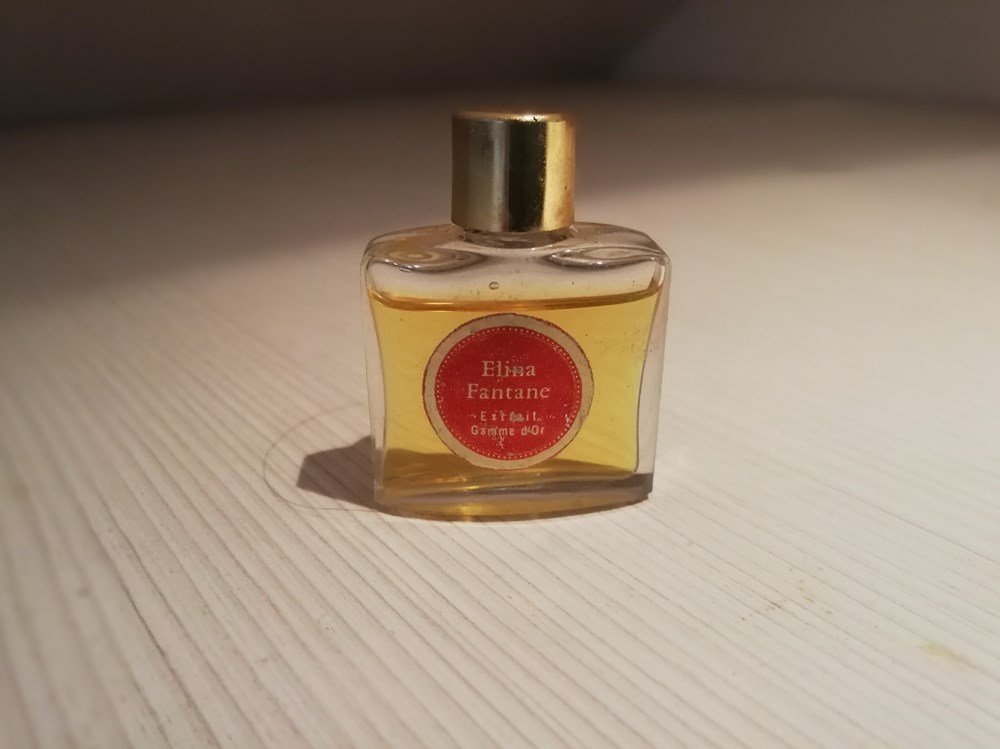 Elina
Fantane
Extrait
Gamme d'Or